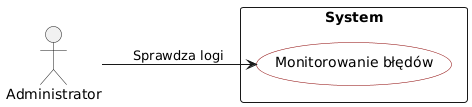 System
Sprawdza logi
Monitorowanie błędów
Administrator